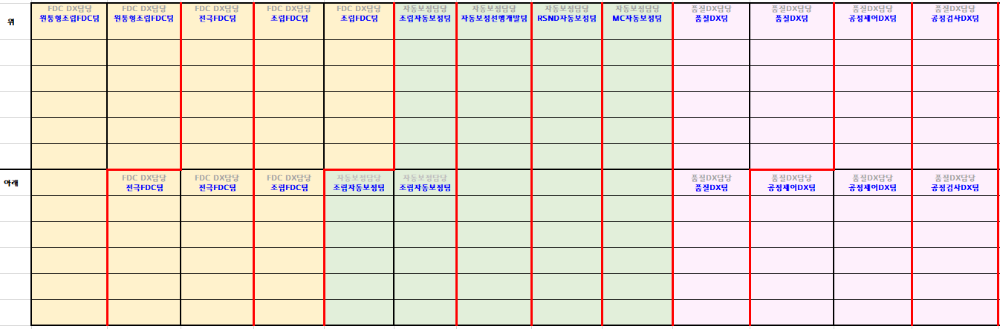 위
FDC DX담당
원통형조립FDC팀
FDC DX담당
원통형조립FDC팀
FDC DX담당
전극FDC팀
FDC DX담당
조립FDC팀
FDC DX담당
조립FDC팀
자동보정담당
조립자동보정팀
자동보정담당
자동보정선행개발팀
자동보정담당
RSND자동보정팀
자동보정담당
MC자동보정팀
품질DX담당
품질DX팀
품질DX담당
품질DX팀
품질DX담당
공정제어DX팀
품질DX담당
공정검사DX팀
아래
FDC DX담당
전극FDC팀
FDC DX담당
전극FDC팀
FDC DX담당
조립FDC팀
자동보정담당
조립자동보정팀
자동보정담당
조립자동보정팀
품질DX담당
품질DX팀
품질DX담당
공정제어DX팀
품질DX담당
공정제어DX팀
품질DX담당
공정검사DX팀